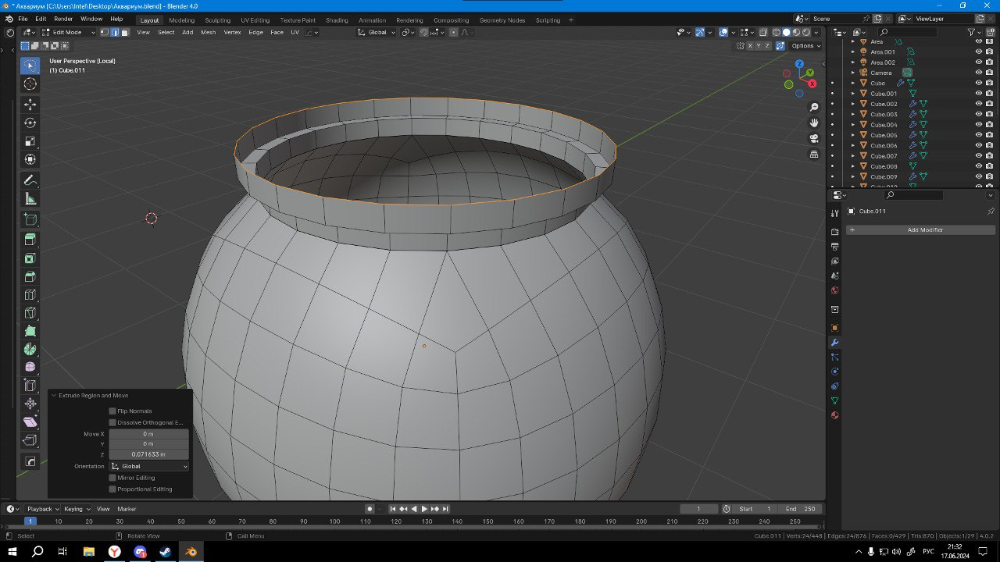 * Аквариум [C:\Users\Intel\Desktop\Аквариум.blend] - Blender 4.0
File Edit Render Window Help
Layout Modeling Sculpting UV Editing Texture Paint Shading Animation Rendering Compositing Geometry Nodes Scripting +
Scene
ViewLayer
Edit Mode
View Select Add Mesh Vertex Edge Face UV
Global
X Y Z
Options
User Perspective (Local)
(1) Cube.011
Z
Y
X
Area
Area.001
Area.002
Camera
Cube
Cube.001
Cube.002
Cube.003
Cube.004
Cube.005
Cube.006
Cube.007
Cube.008
Cube.009
Cube.011
+ Add Modifier
Extrude Region and Move
Flip Normals
Dissolve Orthogonal E...
Move X 0 m
Y 0 m
Z 0.071633 m
Orientation Global
Mirror Editing
Proportional Editing
Playback Keying View Marker
1
Start 1
End 250
1 10 20 30 40 50 60 70 80 90 100 110 120 130 140 150 160 170 180 190 200 210 220 230 240 250
Select
Rotate View
Call Menu
Cube.011 | Verts:24/448 | Edges:24/876 | Faces:0/429 | Tris:870 | Objects:1/29 | 4.0.2
РУС
21:32
17.06.2024